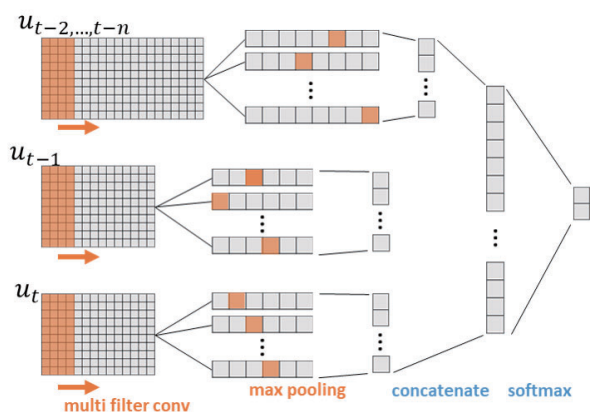 u_{t−2,...,t−n}
u_{t−1}
u_t
multi filter conv
max pooling
concatenate
softmax